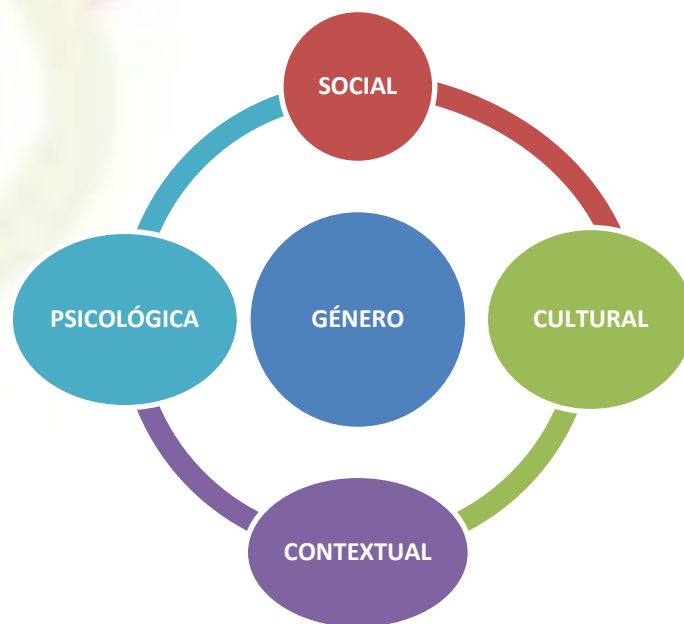 SOCIAL
PSICOLÓGICA
GÉNERO
CULTURAL
CONTEXTUAL